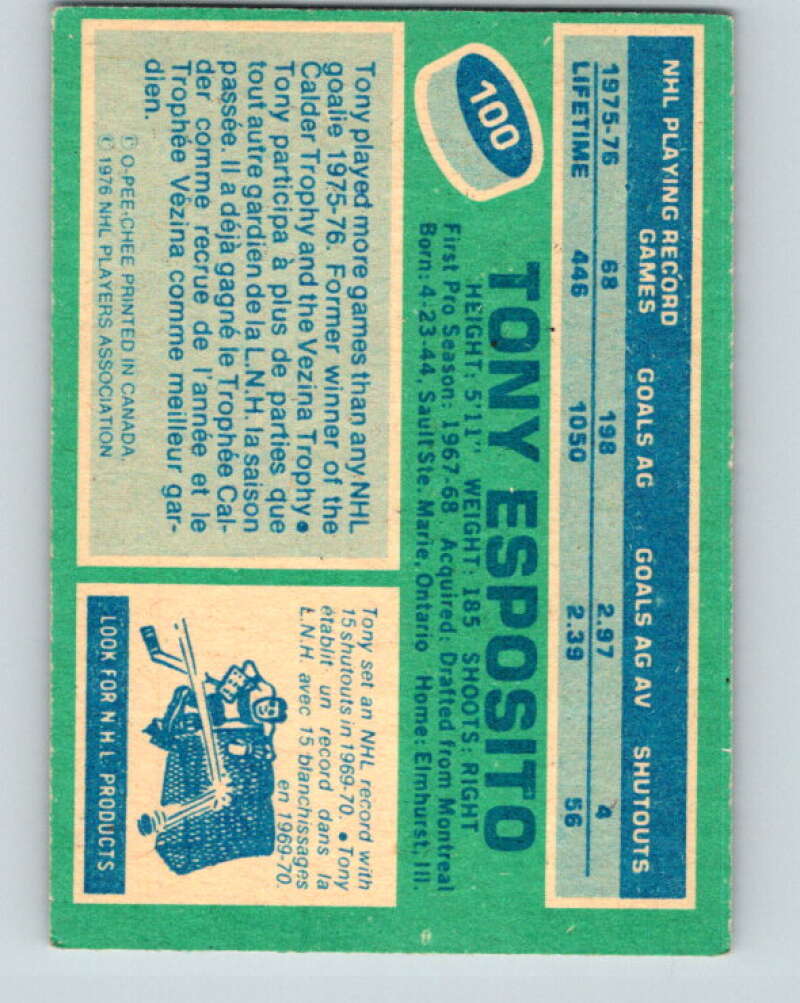 NHL PLAYING RECORD
GAMES GOALS AG GOALS AG AV SHUTOUTS
1975-76 68 198 2.97 4
LIFETIME 446 1050 2.39 56
100
TONY ESPOSITO
HEIGHT: 5'11" WEIGHT: 185 SHOOTS: RIGHT
First Pro Season: 1967-68 Acquired: Drafted from Montreal
Born: 4-23-44, Sault Ste. Marie, Ontario Home: Elmhurst, Ill.
Tony played more games than any NHL
goalie 1975-76. Former winner of the
Calder Trophy and the Vezina Trophy •
Tony participa à plus de parties que
tout autre gardien de la L.N.H. la saison
passée. Il a déjà gagné le Trophée Cal-
der comme recrue de l'année et le
Trophée Vézina comme meilleur gar-
dien.
© O-PEE-CHEE PRINTED IN CANADA.
© 1976 NHL PLAYERS ASSOCIATION
Tony set an NHL record with
15 shutouts in 1969-70. • Tony
établit un record dans la
L.N.H. avec 15 blanchissages
en 1969-70.
LOOK FOR N.H.L PRODUCTS